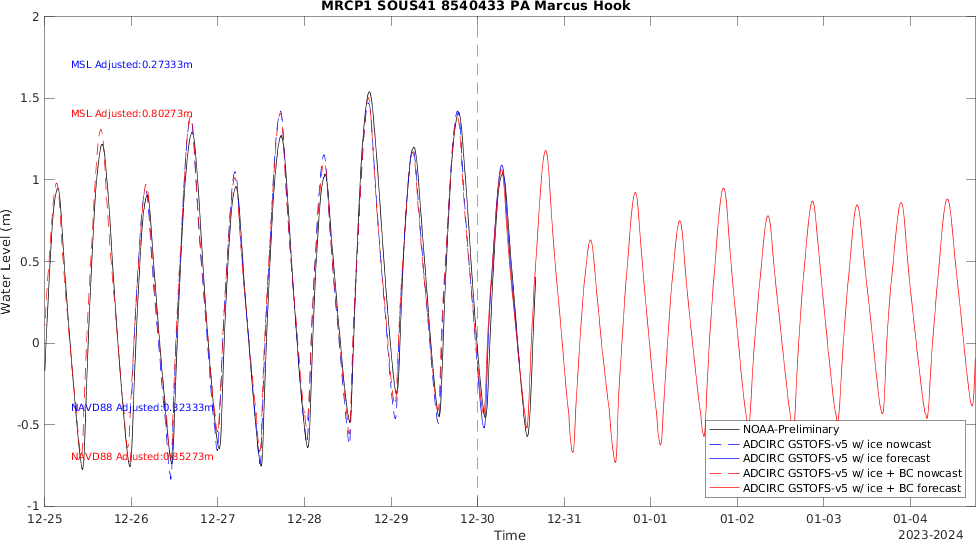 MRCP1 SOUS41 8540433 PA Marcus Hook
2
1.5
1
0.5
0
-0.5
-1
Water Level (m)
MSL Adjusted:0.27333m
MSL Adjusted:0.80273m
NAVD88 Adjusted:0.32333m
NAVD88 Adjusted:0.85273m
NOAA-Preliminary
ADCIRC GSTOFS-v5 w/ ice nowcast
ADCIRC GSTOFS-v5 w/ ice forecast
ADCIRC GSTOFS-v5 w/ ice + BC nowcast
ADCIRC GSTOFS-v5 w/ ice + BC forecast
12-25 12-26 12-27 12-28 12-29 12-30 12-31 01-01 01-02 01-03 01-04
Time
2023-2024